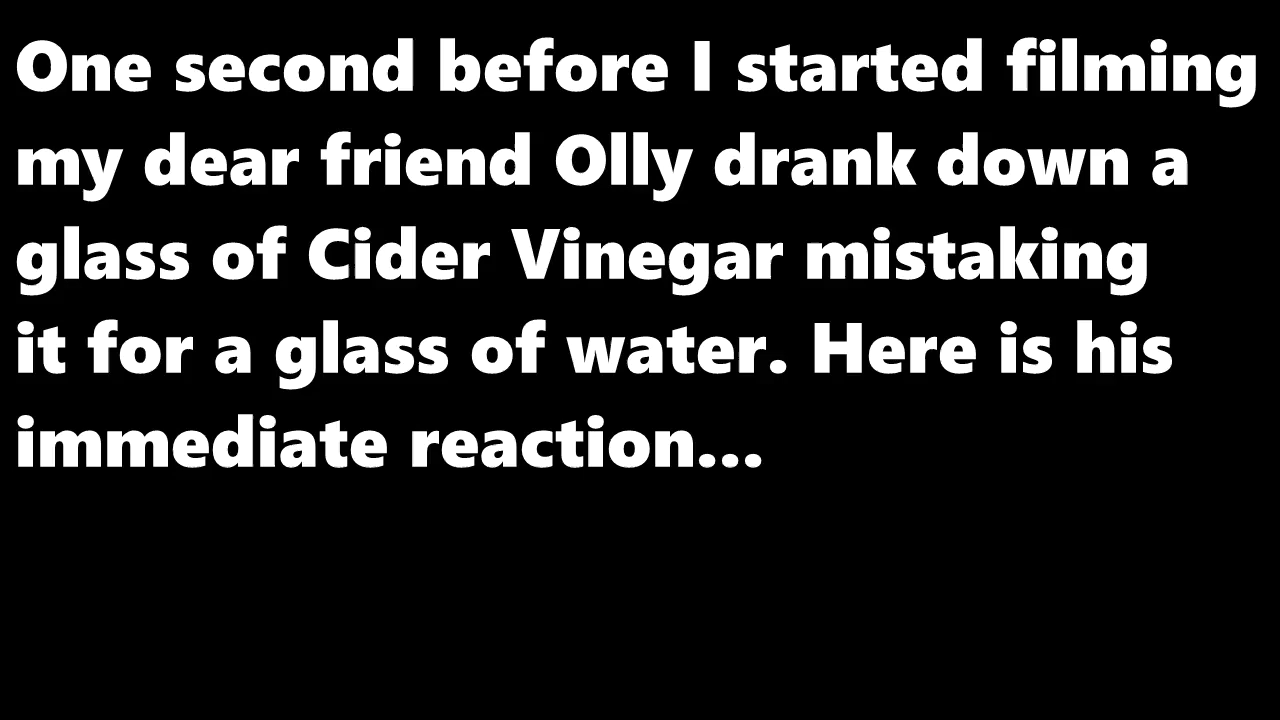 One second before I started filming
my dear friend Olly drank down a
glass of Cider Vinegar mistaking
it for a glass of water. Here is his
immediate reaction...